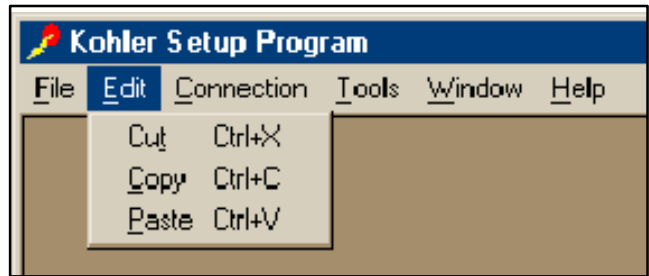 Kohler Setup Program
File Edit Connection Tools Window Help
Cut Ctrl+X
Copy Ctrl+C
Paste Ctrl+V